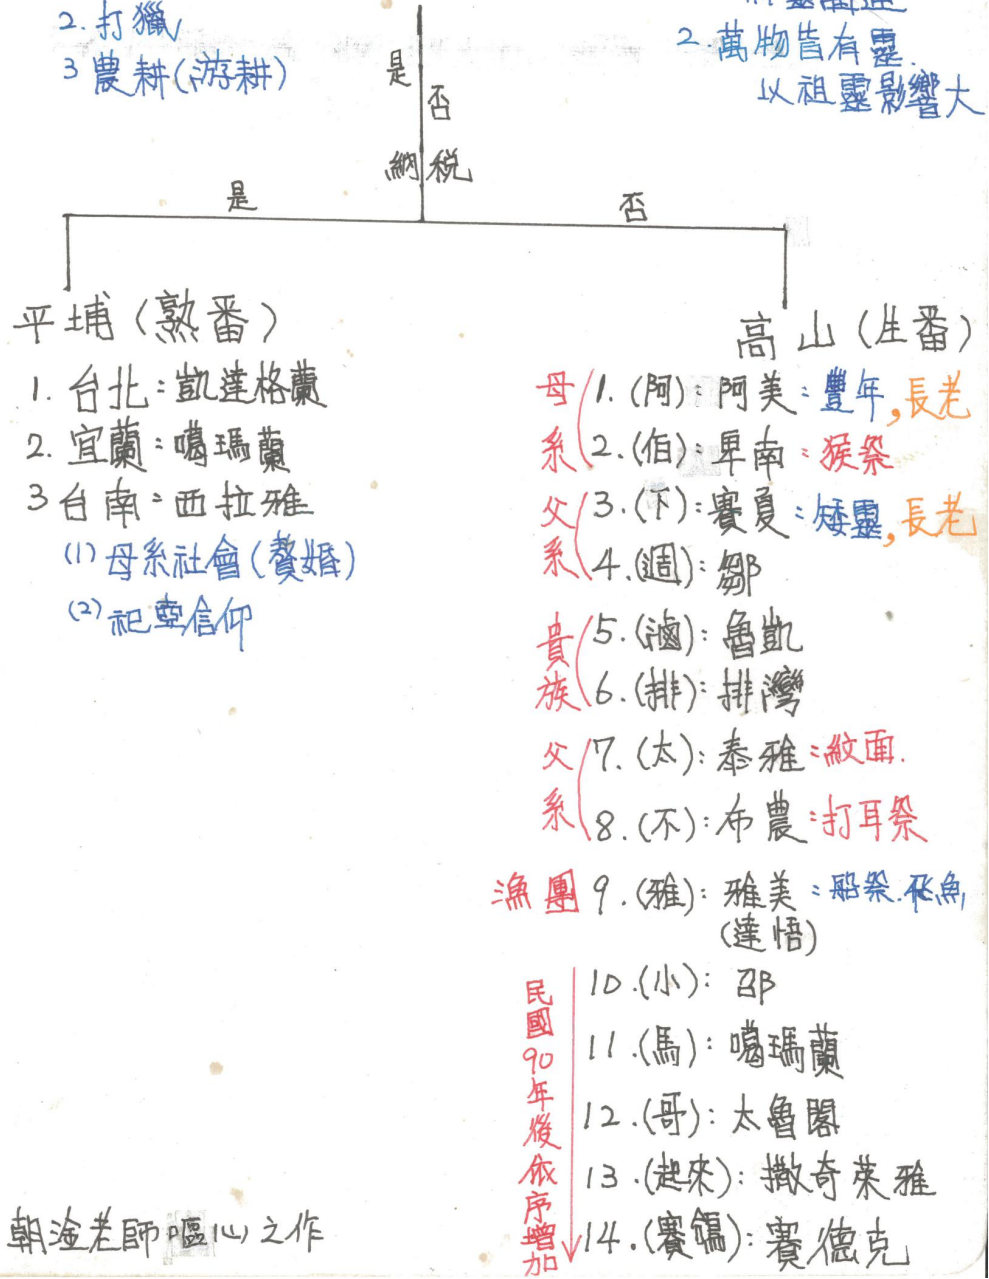 2.打獵
3農耕(游耕)
2.萬物皆有靈.
以祖靈影響大
是
否
納稅
是
否
平埔(熟番)
1.台北:凱達格蘭
2.宜蘭:噶瑪蘭
3台南:西拉雅
(1)母系社會(贅婚)
(2)祀壺信仰
高山(生番)
母系
1.(阿):阿美:豐年,長老
2.(伯):卑南:猴祭
父系
3.(下):賽夏:矮靈,長老
4.(週):鄒
貴族
5.(滷):魯凱
6.(排):排灣
父系
7.(太):泰雅:紋面.
8.(不):布農:打耳祭
漁團 9.(雅):雅美:船祭.飛魚
(達悟)
民國90年後依序增加
10.(小):邵
11.(馬):噶瑪蘭
12.(哥):太魯閣
13.(起來):撒奇萊雅
14.(賽鴿):賽德克
朝淦老師嘔心之作